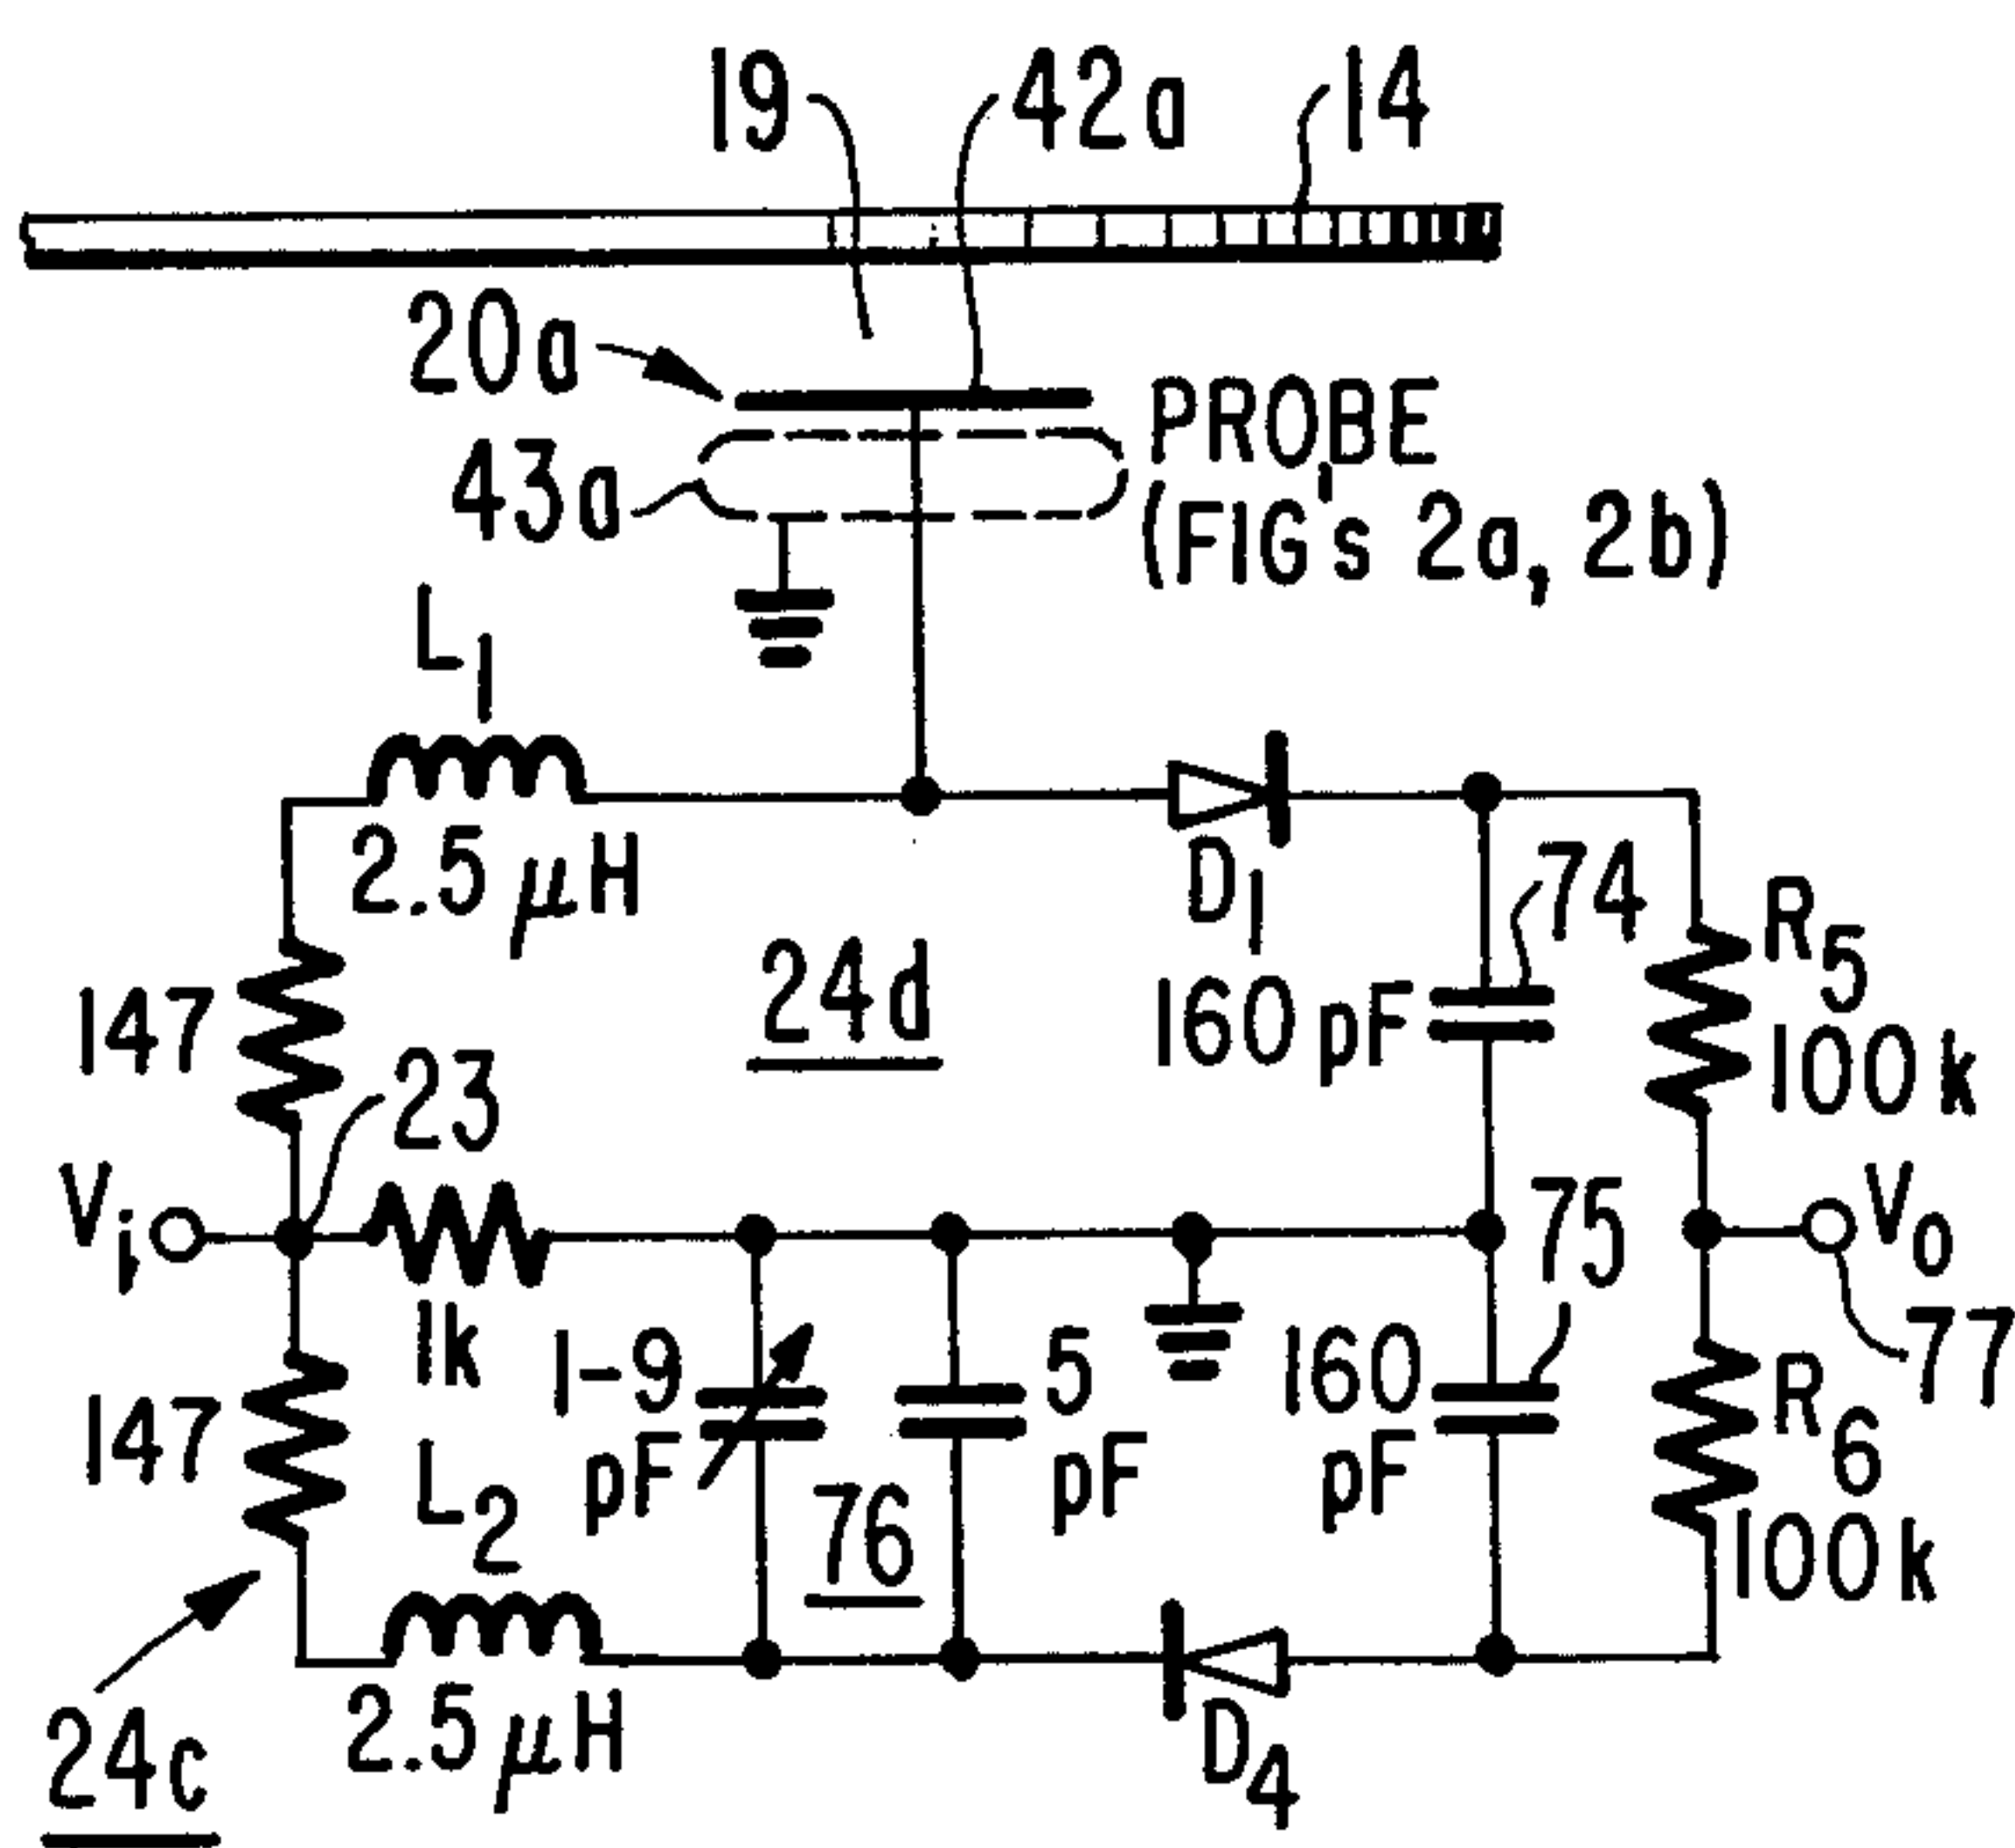 19 42a 14
20a
PROBE
43a
(FIG's 2a, 2b)
L1
2.5 μH
D1
74
R5
24d
160 pF
147
100 k
23
Vi
Vo
75
1k
1-9
pF
5
pF
160
pF
77
147
L2
R6
76
100 k
2.5 μH
D4
24c